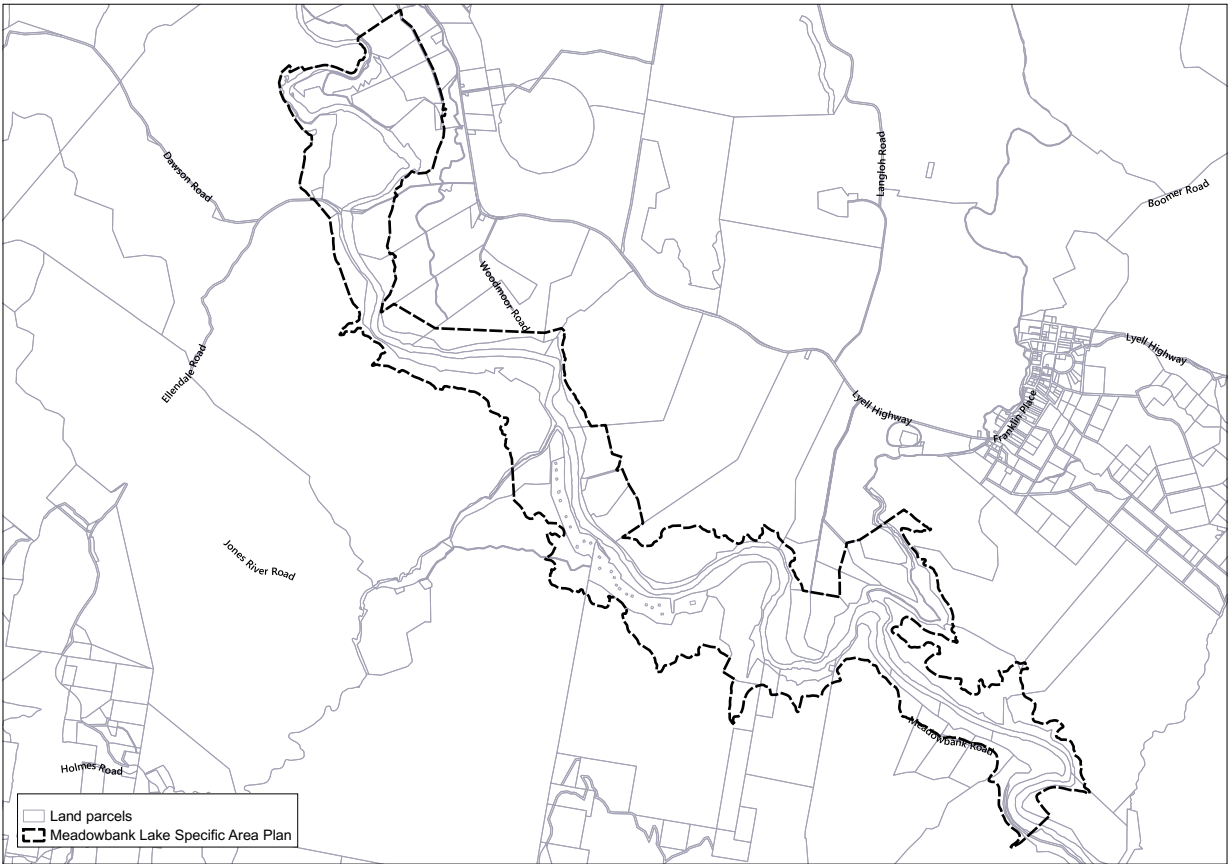 Dawson Road
Langloh Road
Boomer Road
Woodmoor Road
Ellendale Road
Lyell Highway
Lyell Highway
Franklin Place
Jones River Road
Meadowbank Road
Holmes Road
Land parcels
Meadowbank Lake Specific Area Plan